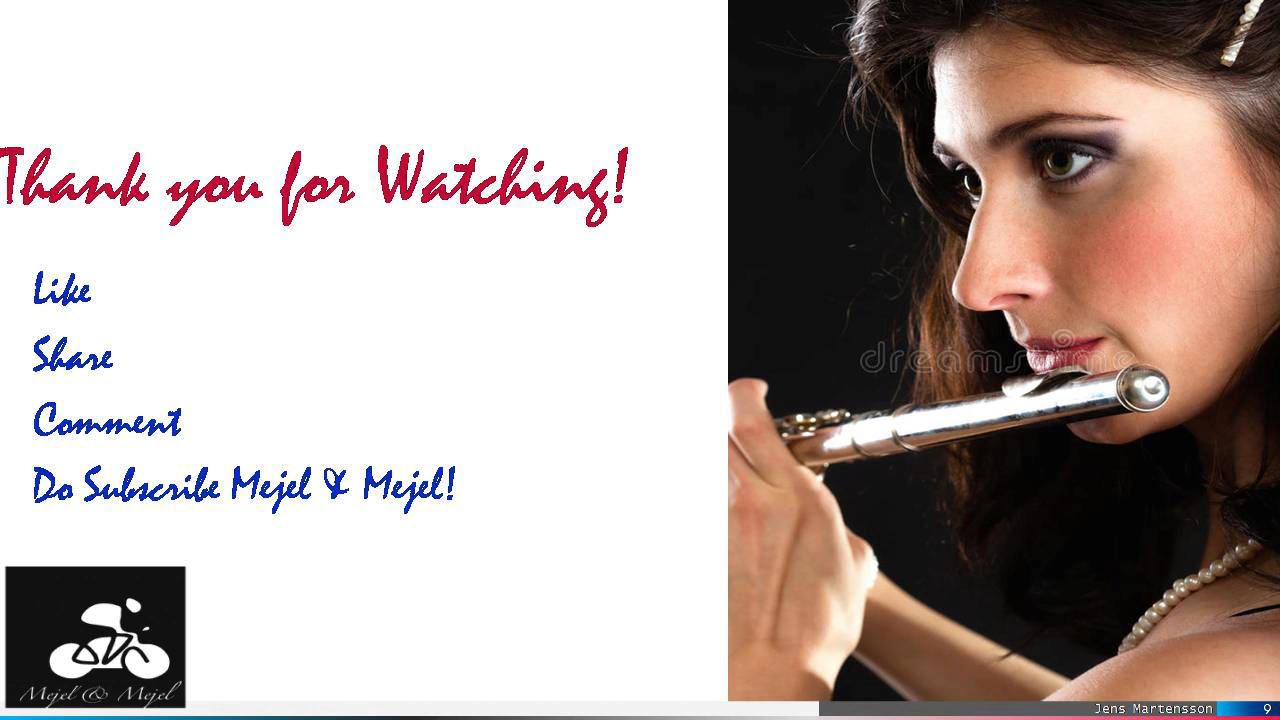 Thank you for Watching!
Like
Share
Comment
Do Subscribe Mejel & Mejel!
Mejel & Mejel
dreamstime
Jens Martensson 9